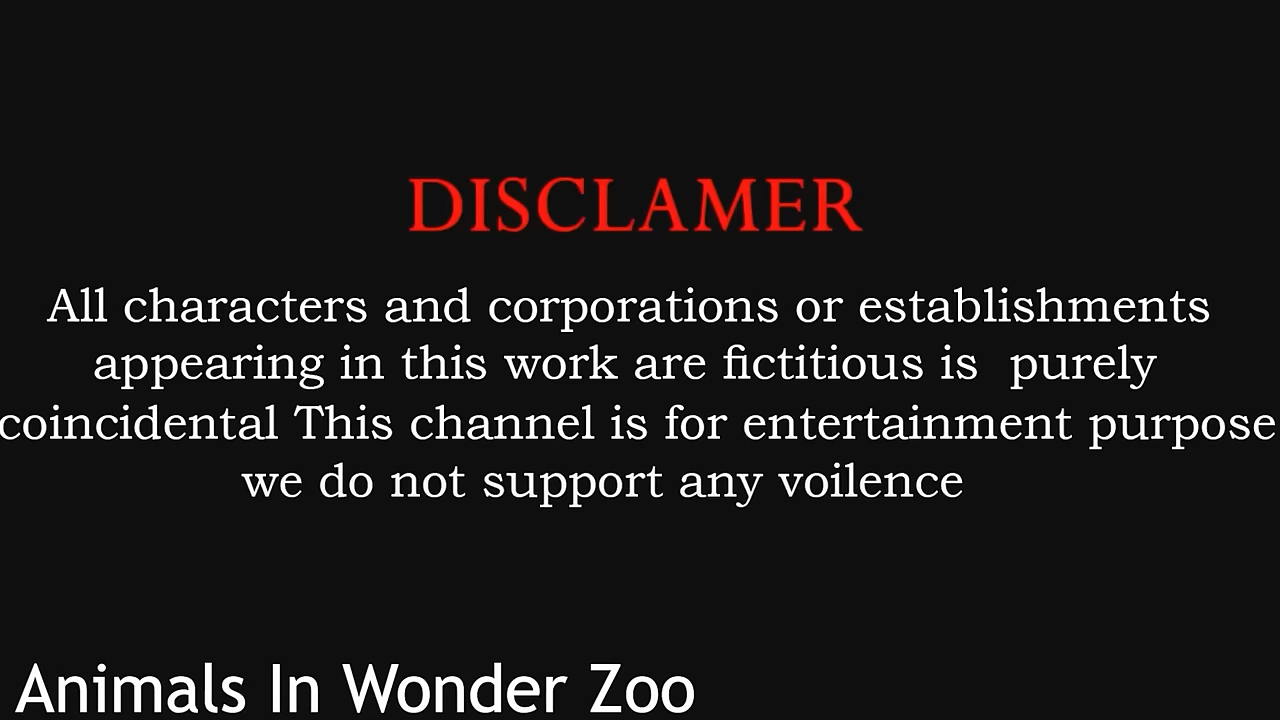 DISCLAMER
All characters and corporations or establishments
appearing in this work are fictitious is  purely
coincidental This channel is for entertainment purpose
we do not support any voilence
Animals In Wonder Zoo